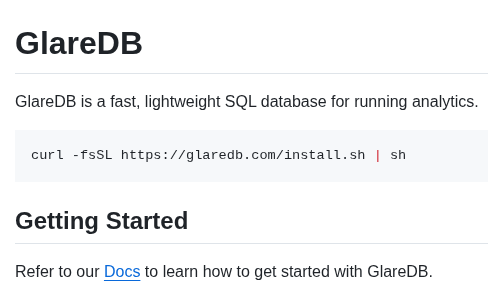 GlareDB
GlareDB is a fast, lightweight SQL database for running analytics.
curl -fsSL https://glaredb.com/install.sh | sh
Getting Started
Refer to our Docs to learn how to get started with GlareDB.